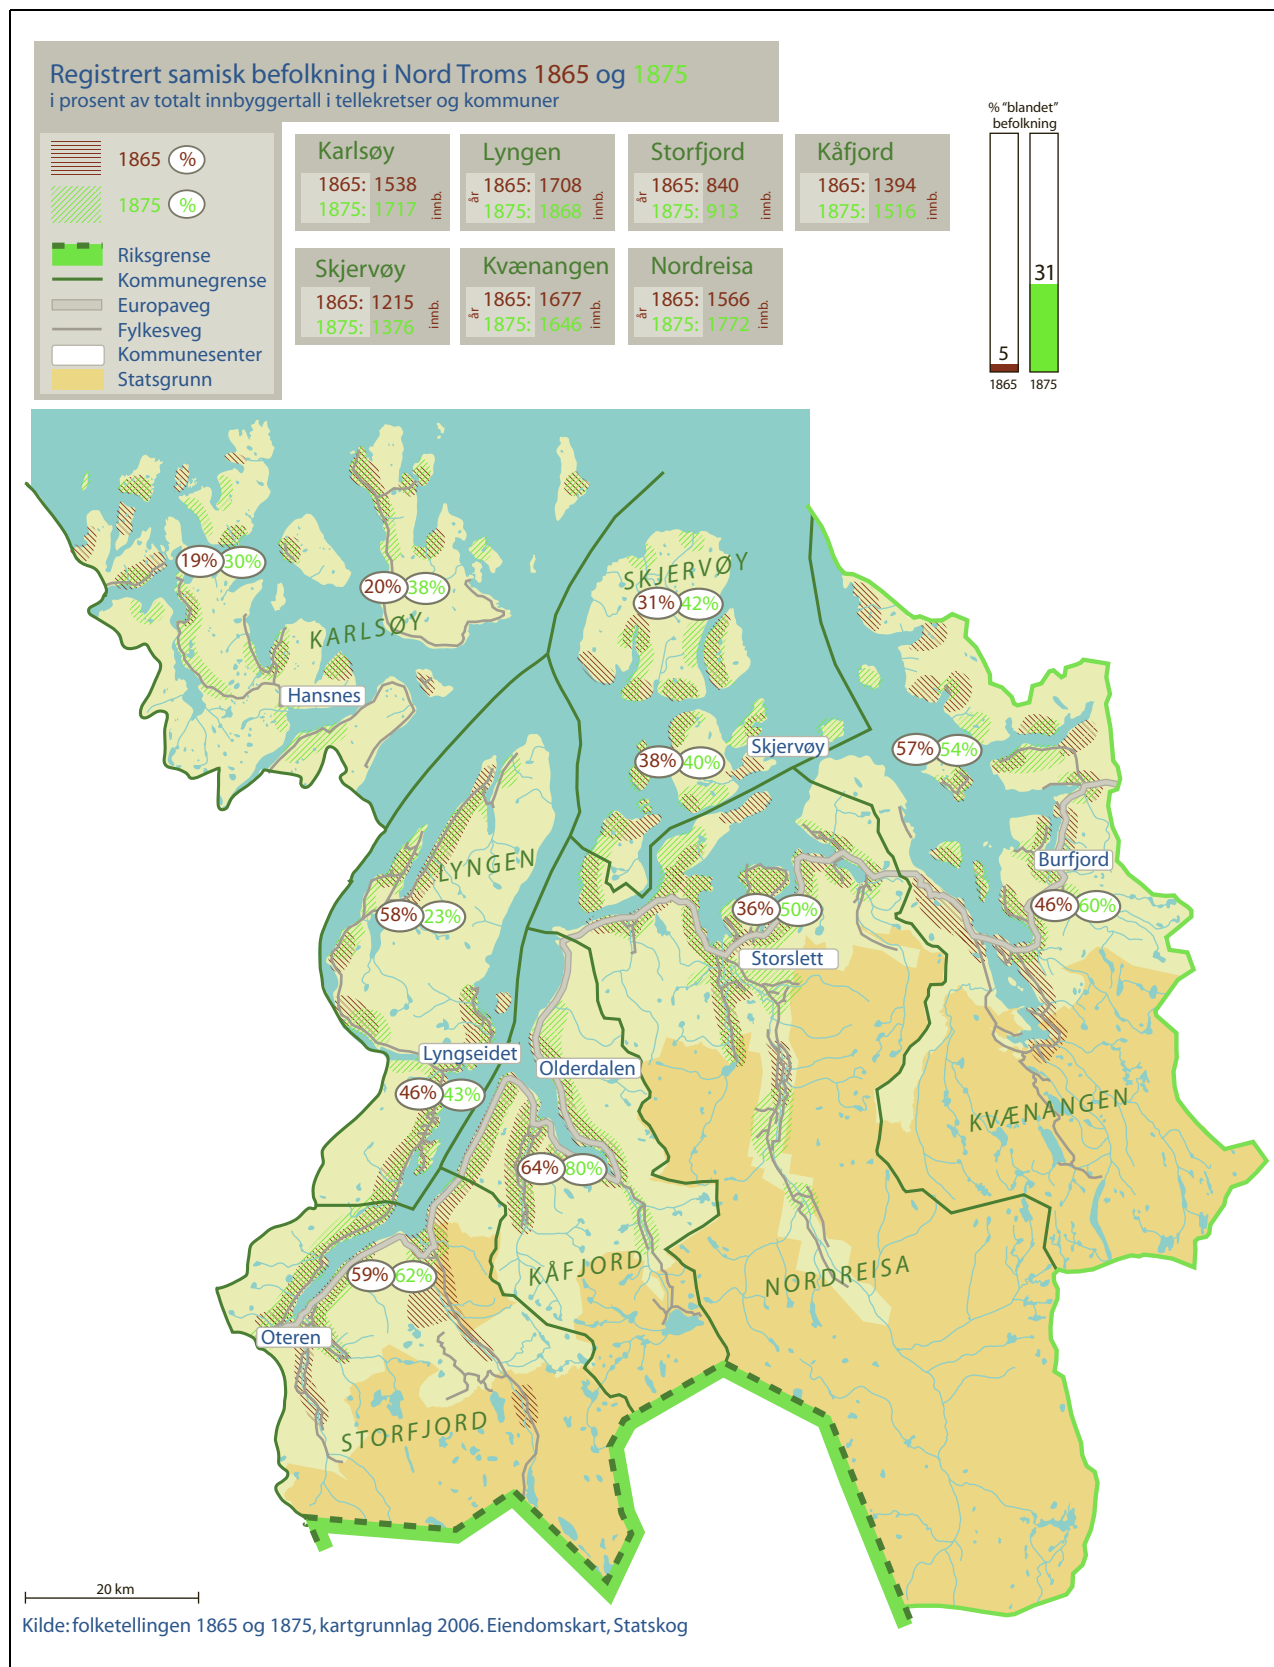 Registrert samisk befolkning i Nord Troms 1865 og 1875
i prosent av totalt innbyggertall i tellekretser og kommuner
1865 %
1875 %
Riksgrense
Kommunegrense
Europaveg
Fylkesveg
Kommunesenter
Statsgrunn
Karlsøy
1865: 1538
1875: 1717
innb.
Lyngen
år
1865: 1708
1875: 1868
innb.
Storfjord
år
1865: 840
1875: 913
innb.
Kåfjord
1865: 1394
1875: 1516
innb.
Skjervøy
1865: 1215
1875: 1376
innb.
Kvænangen
år
1865: 1677
1875: 1646
innb.
Nordreisa
år
1865: 1566
1875: 1772
innb.
% "blandet"
befolkning
31
5
1865 1875
19% 30%
20% 38%
SKJERVØY
31% 42%
KARLSØY
Hansnes
Skjervøy
38% 40%
57% 54%
LYNGEN
Burfjord
58% 23%
36% 50%
46% 60%
Storslett
Lyngseidet
Olderdalen
46% 43%
KVÆNANGEN
64% 80%
KÅFJORD
59% 62%
NORDREISA
Oteren
STORFJORD
20 km
Kilde: folketellingen 1865 og 1875, kartgrunnlag 2006. Eiendomskart, Statskog